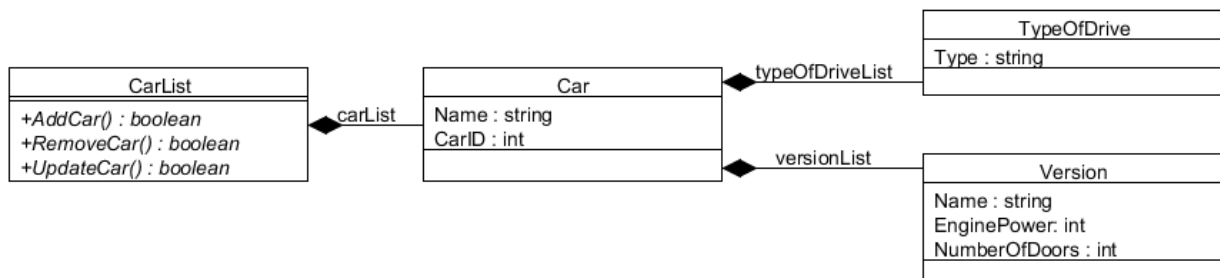 CarList
+AddCar() : boolean
+RemoveCar() : boolean
+UpdateCar() : boolean
carList
Car
Name : string
CarID : int
typeOfDriveList
TypeOfDrive
Type : string
versionList
Version
Name : string
EnginePower: int
NumberOfDoors : int